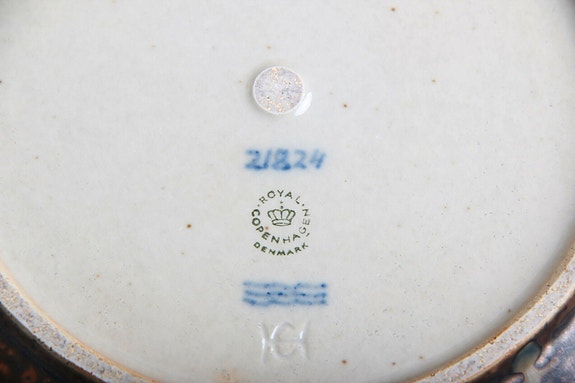 21824
ROYAL
COPENHAGEN
DENMARK